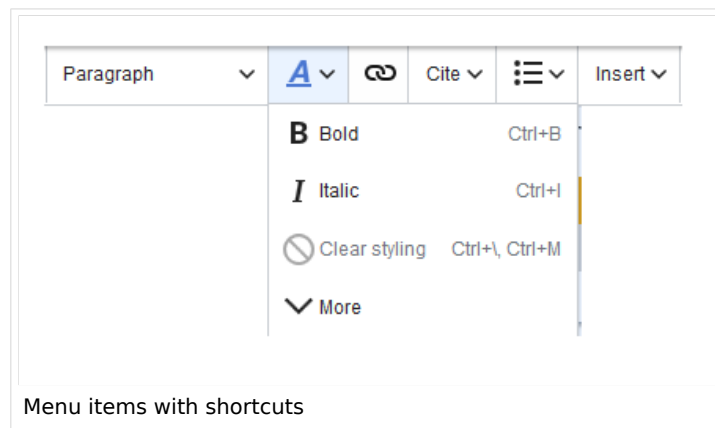 Paragraph A Cite Insert
B Bold Ctrl+B
I Italic Ctrl+I
Clear styling Ctrl+\, Ctrl+M
More
Menu items with shortcuts